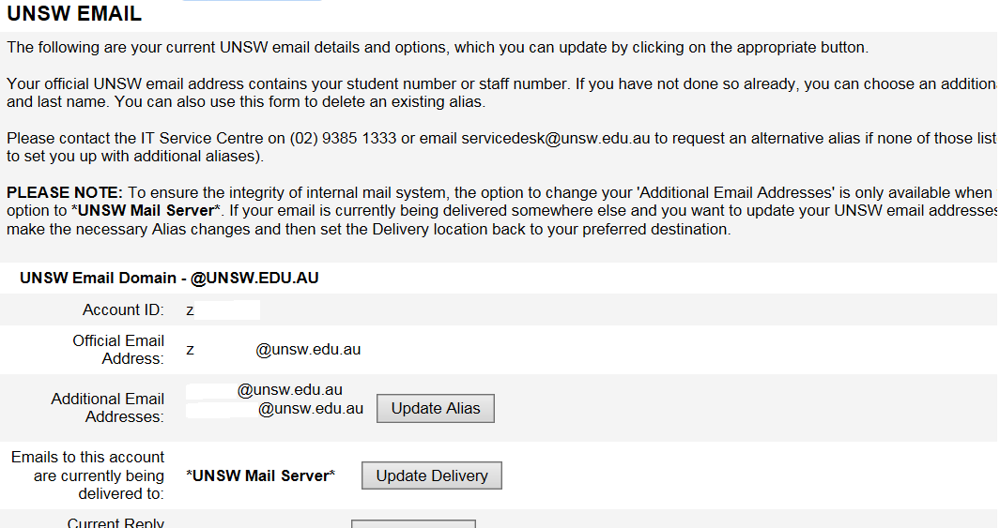 UNSW EMAIL
The following are your current UNSW email details and options, which you can update by clicking on the appropriate button.
Your official UNSW email address contains your student number or staff number. If you have not done so already, you can choose an addition
and last name. You can also use this form to delete an existing alias.
Please contact the IT Service Centre on (02) 9385 1333 or email servicedesk@unsw.edu.au to request an alternative alias if none of those list
to set you up with additional aliases).
PLEASE NOTE: To ensure the integrity of internal mail system, the option to change your 'Additional Email Addresses' is only available when
option to *UNSW Mail Server*. If your email is currently being delivered somewhere else and you want to update your UNSW email addresses
make the necessary Alias changes and then set the Delivery location back to your preferred destination.
UNSW Email Domain - @UNSW.EDU.AU
Account ID: z
Official Email
Address: z @unsw.edu.au
Additional Email
Addresses:
@unsw.edu.au
@unsw.edu.au
Update Alias
Emails to this account
are currently being
delivered to:
*UNSW Mail Server*
Update Delivery
Current Reply